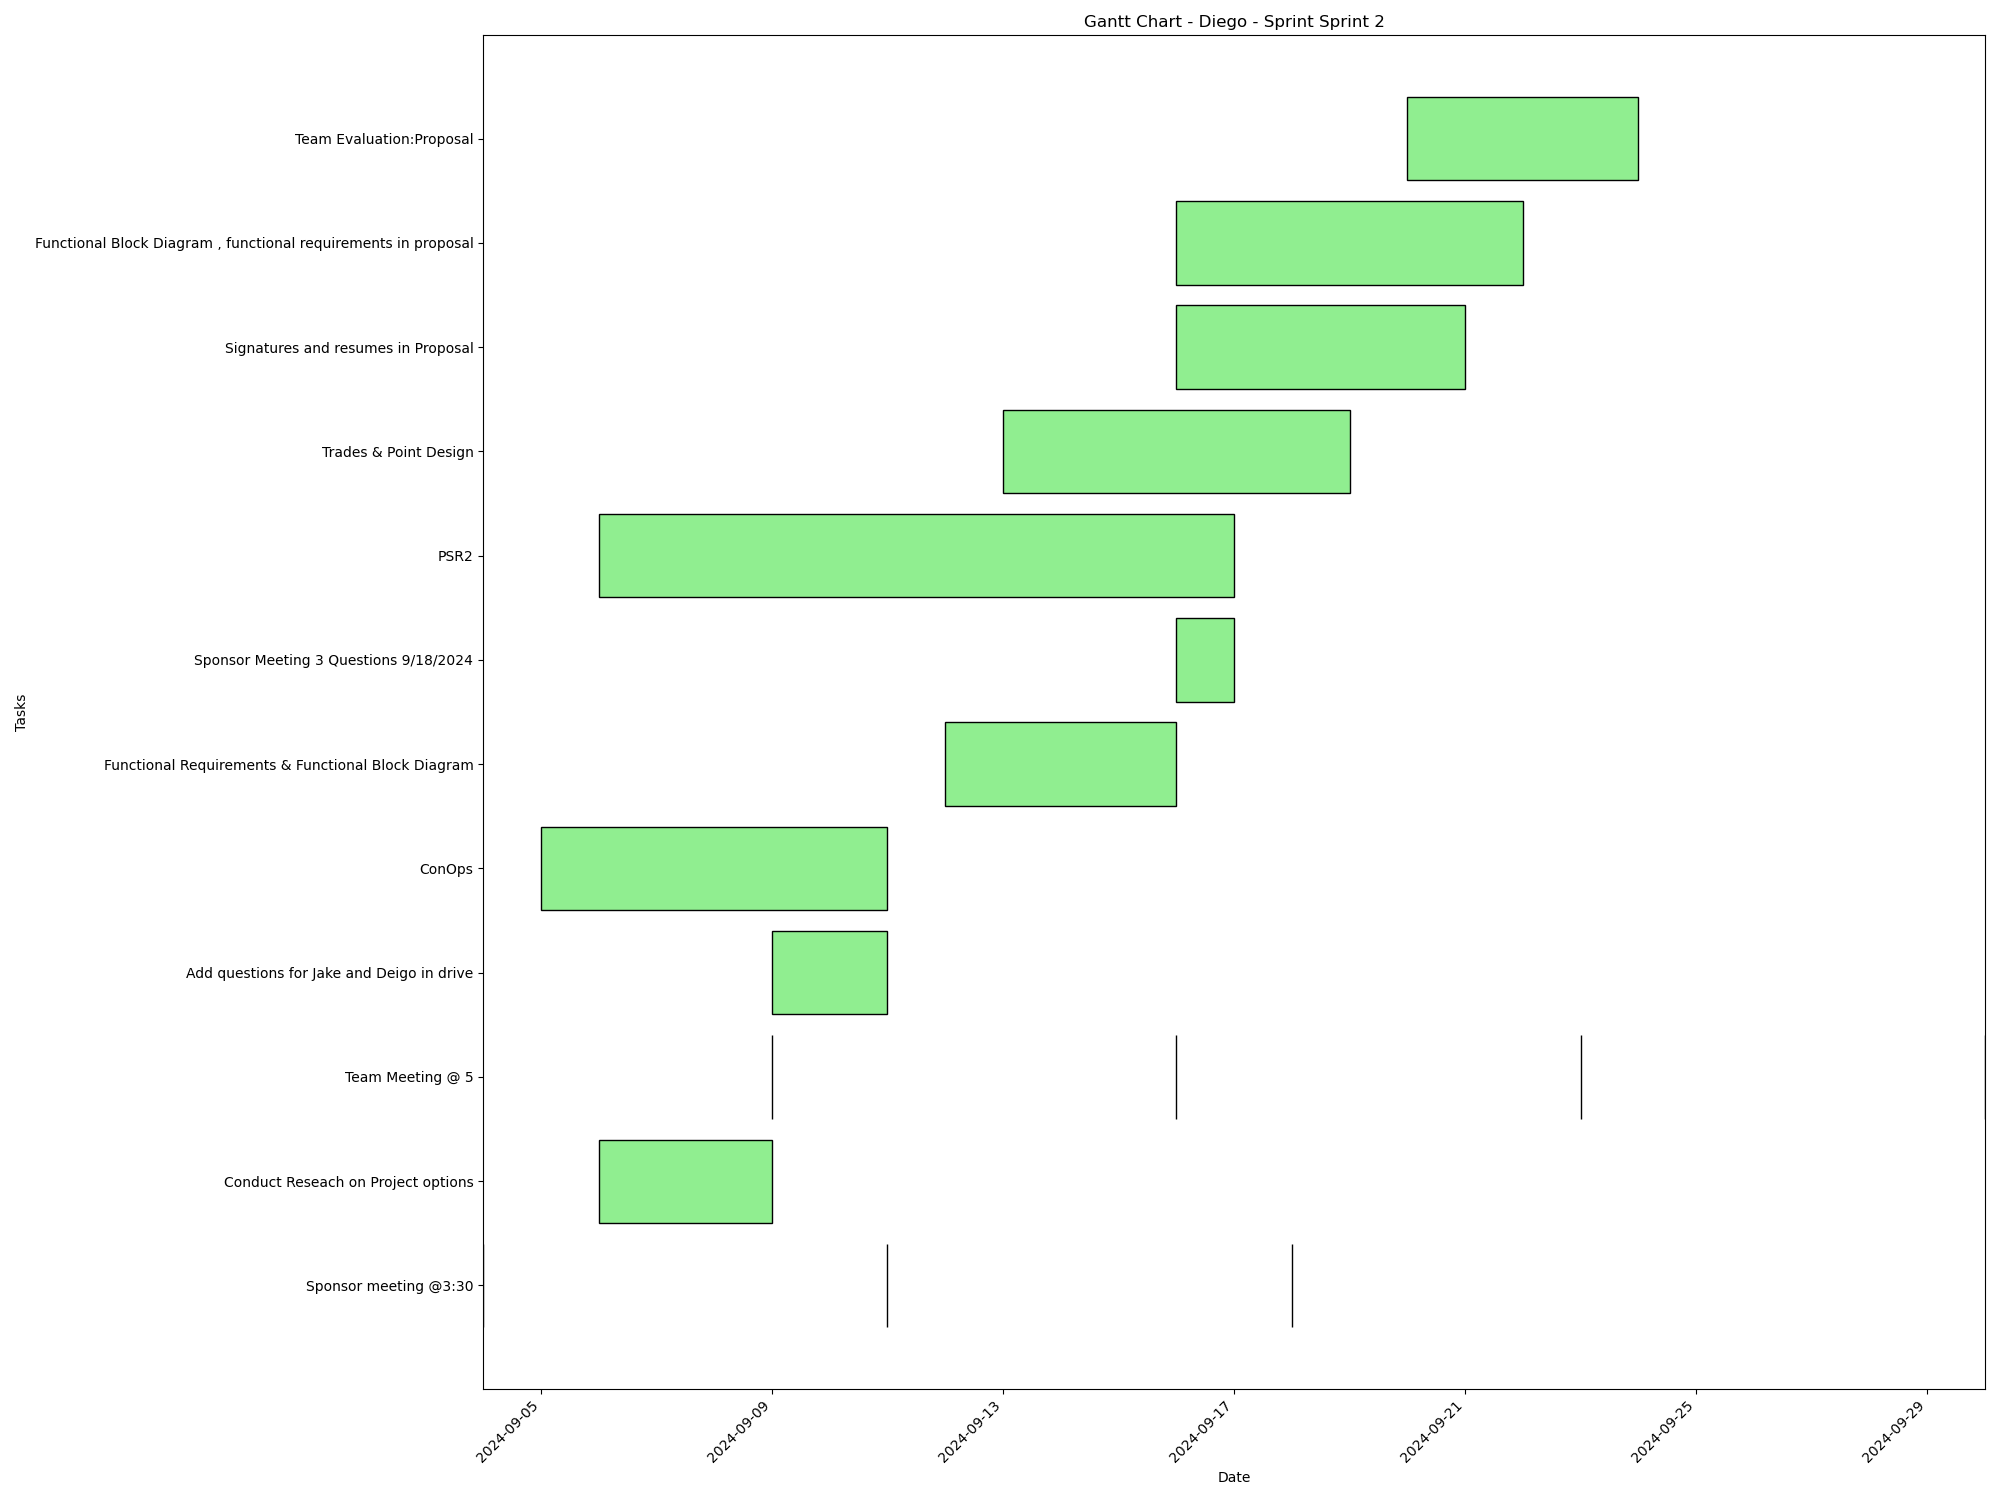 Gantt Chart - Diego - Sprint Sprint 2
Team Evaluation:Proposal
Functional Block Diagram , functional requirements in proposal
Signatures and resumes in Proposal
Trades & Point Design
PSR2
Sponsor Meeting 3 Questions 9/18/2024
Functional Requirements & Functional Block Diagram
ConOps
Add questions for Jake and Deigo in drive
Team Meeting @ 5
Conduct Reseach on Project options
Sponsor meeting @3:30
Tasks
2024-09-05
2024-09-09
2024-09-13
2024-09-17
2024-09-21
2024-09-25
2024-09-29
Date